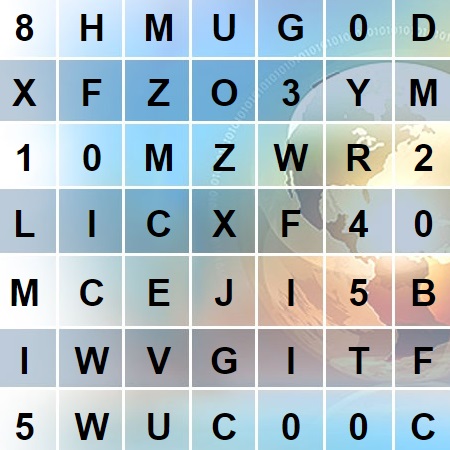 8 H M U G 0 D
X F Z O 3 Y M
1 0 M Z W R 2
L I C X F 4 0
M C E J I 5 B
I W V G I T F
5 W U C 0 0 C